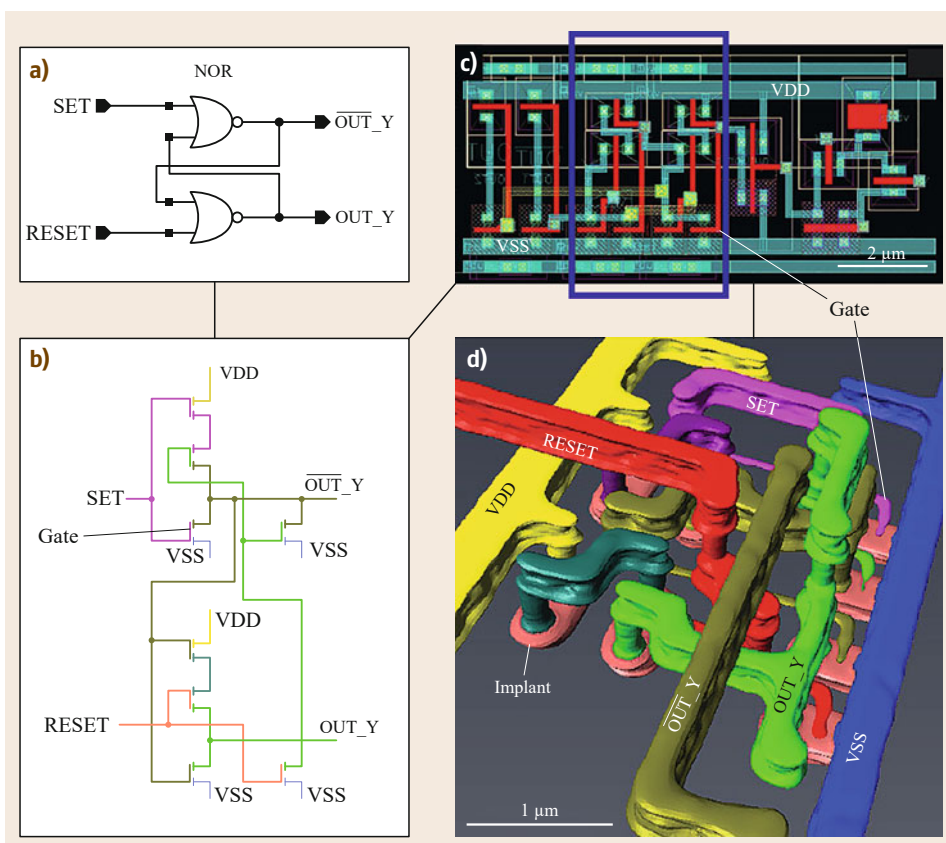 a)
NOR
SET
OUT_Y
RESET
OUT_Y
b)
VDD
SET
OUT_Y
Gate
VSS
VSS
VDD
RESET
OUT_Y
VSS
VSS
c)
VDD
VSS
2 µm
Gate
d)
SET
RESET
VDD
Implant
OUT_Y
OUT_Y
VSS
1 µm